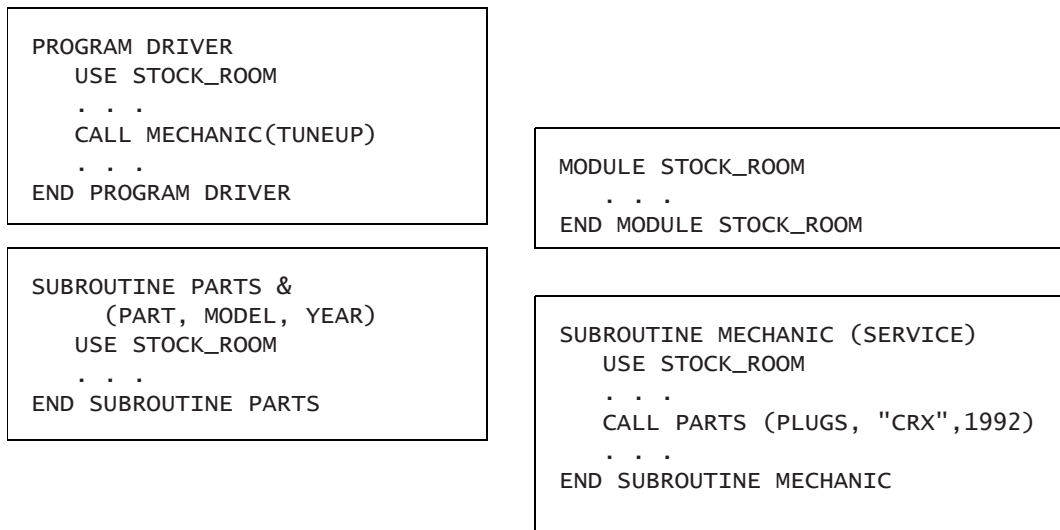 PROGRAM DRIVER
USE STOCK_ROOM
. . .
CALL MECHANIC(TUNEUP)
. . .
END PROGRAM DRIVER
SUBROUTINE PARTS &
(PART, MODEL, YEAR)
USE STOCK_ROOM
. . .
END SUBROUTINE PARTS
MODULE STOCK_ROOM
. . .
END MODULE STOCK_ROOM
SUBROUTINE MECHANIC (SERVICE)
USE STOCK_ROOM
. . .
CALL PARTS (PLUGS, "CRX",1992)
. . .
END SUBROUTINE MECHANIC